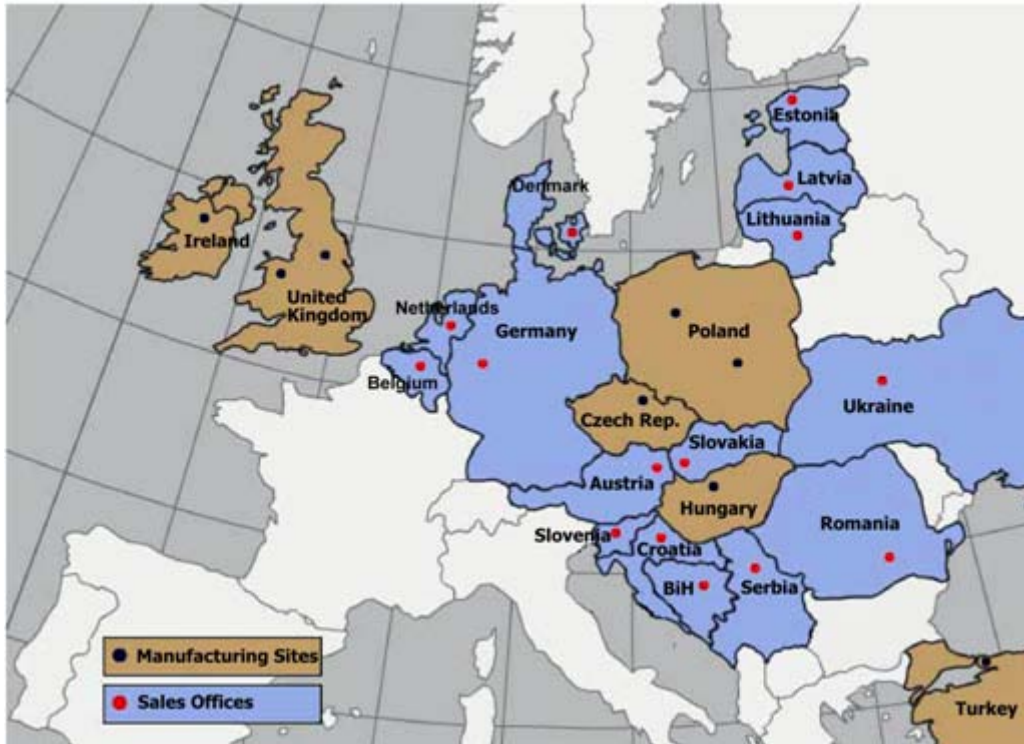 Estonia
Latvia
Denmark
Lithuania
Ireland
United
Kingdom
Netherlands
Germany
Poland
Belgium
Ukraine
Czech Rep.
Slovakia
Austria
Hungary
Romania
Slovenia
Croatia
BiH
Serbia
Manufacturing Sites
Sales Offices
Turkey